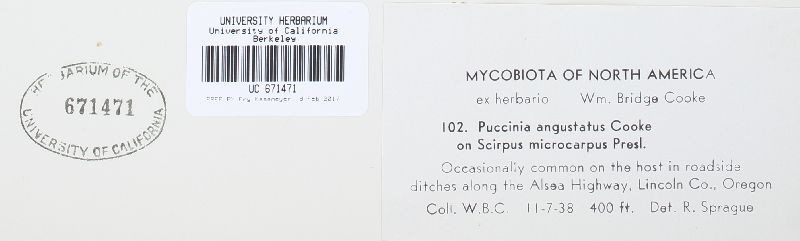 HERBARIUM OF THE
671471
UNIVERSITY OF CALIFORNIA
UNIVERSITY HERBARIUM
University of California
Berkeley
UC 671471
MYCOBIOTA OF NORTH AMERICA
ex herbario Wm. Bridge Cooke
102. Puccinia angustatus Cooke
on Scirpus microcarpus Presl.
Occasionally common on the host in roadside
ditches along the Alsea Highway, Lincoln Co., Oregon
Coll. W.B.C. 11-7-38 400 ft. Det. R. Sprague